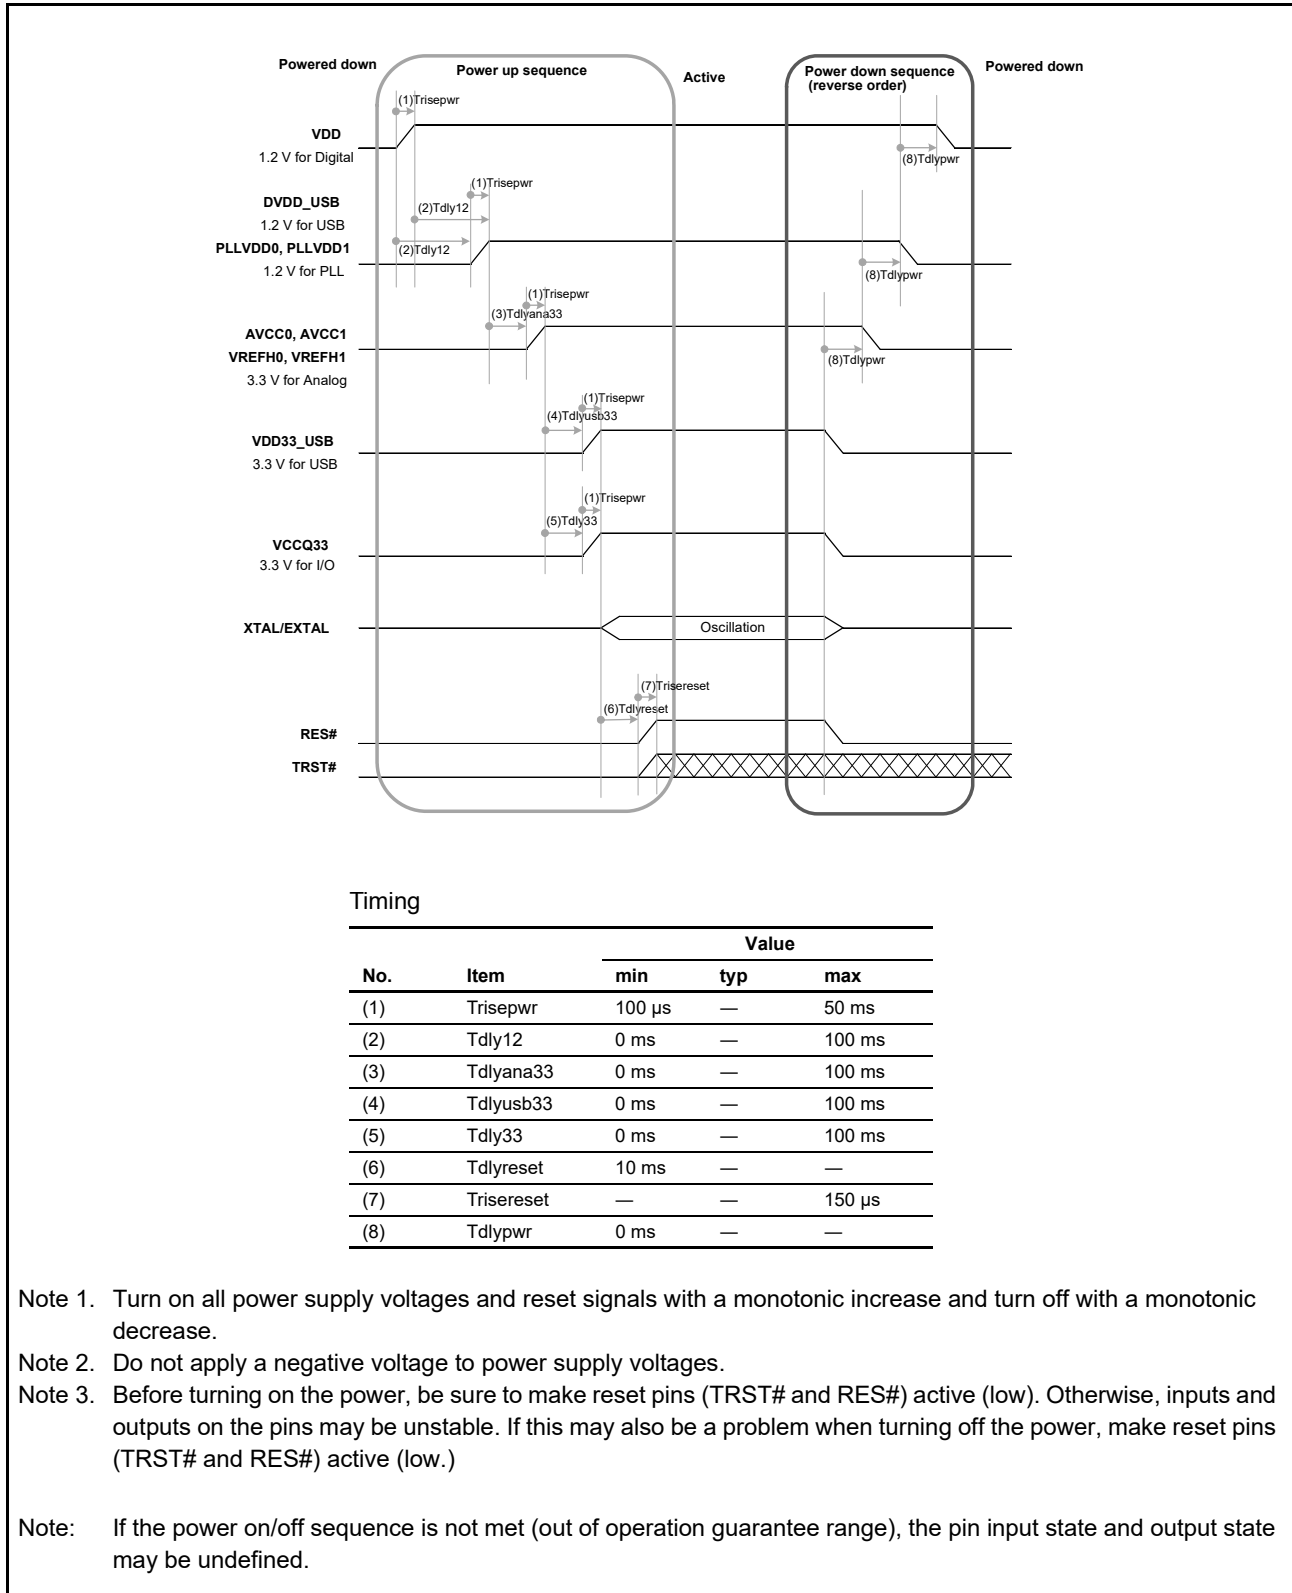 Powered down
Power up sequence
Active
Power down sequence
(reverse order)
Powered down
(1)Trisepwr
VDD
1.2 V for Digital
(8)Tdlypwr
(1)Trisepwr
DVDD_USB
(2)Tdly12
1.2 V for USB
PLLVDD0, PLLVDD1
(2)Tdly12
1.2 V for PLL
(8)Tdlypwr
(1)Trisepwr
(3)Tdlyana33
AVCC0, AVCC1
VREFH0, VREFH1
(8)Tdlypwr
3.3 V for Analog
(1)Trisepwr
(4)Tdlyusb33
VDD33_USB
3.3 V for USB
(1)Trisepwr
(5)Tdly33
VCCQ33
3.3 V for I/O
XTAL/EXTAL
Oscillation
(7)Trisereset
(6)Tdlyreset
RES#
TRST#
Timing
Value
No. Item min typ max
(1) Trisepwr 100 µs — 50 ms
(2) Tdly12 0 ms — 100 ms
(3) Tdlyana33 0 ms — 100 ms
(4) Tdlyusb33 0 ms — 100 ms
(5) Tdly33 0 ms — 100 ms
(6) Tdlyreset 10 ms — —
(7) Trisereset — — 150 µs
(8) Tdlypwr 0 ms — —
Note 1. Turn on all power supply voltages and reset signals with a monotonic increase and turn off with a monotonic
decrease.
Note 2. Do not apply a negative voltage to power supply voltages.
Note 3. Before turning on the power, be sure to make reset pins (TRST# and RES#) active (low). Otherwise, inputs and
outputs on the pins may be unstable. If this may also be a problem when turning off the power, make reset pins
(TRST# and RES#) active (low.)
Note: If the power on/off sequence is not met (out of operation guarantee range), the pin input state and output state
may be undefined.